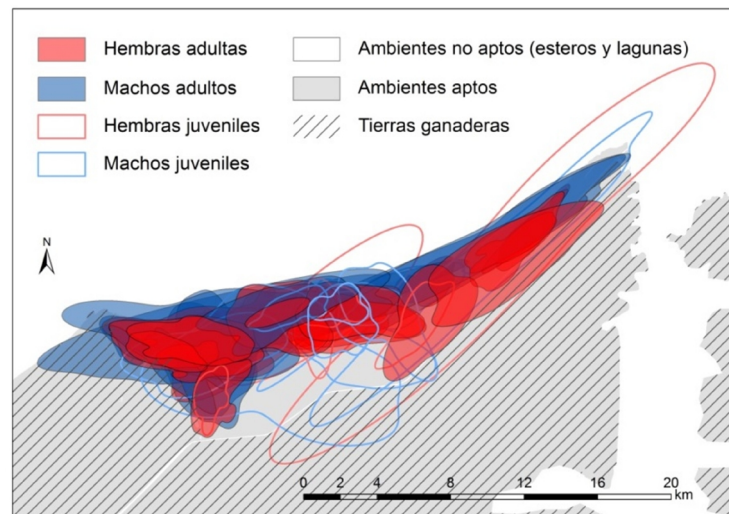 Hembras adultas
Machos adultos
Hembras juveniles
Machos juveniles
Ambientes no aptos (esteros y lagunas)
Ambientes aptos
Tierras ganaderas
N
0 2 4 8 12 16 20
km